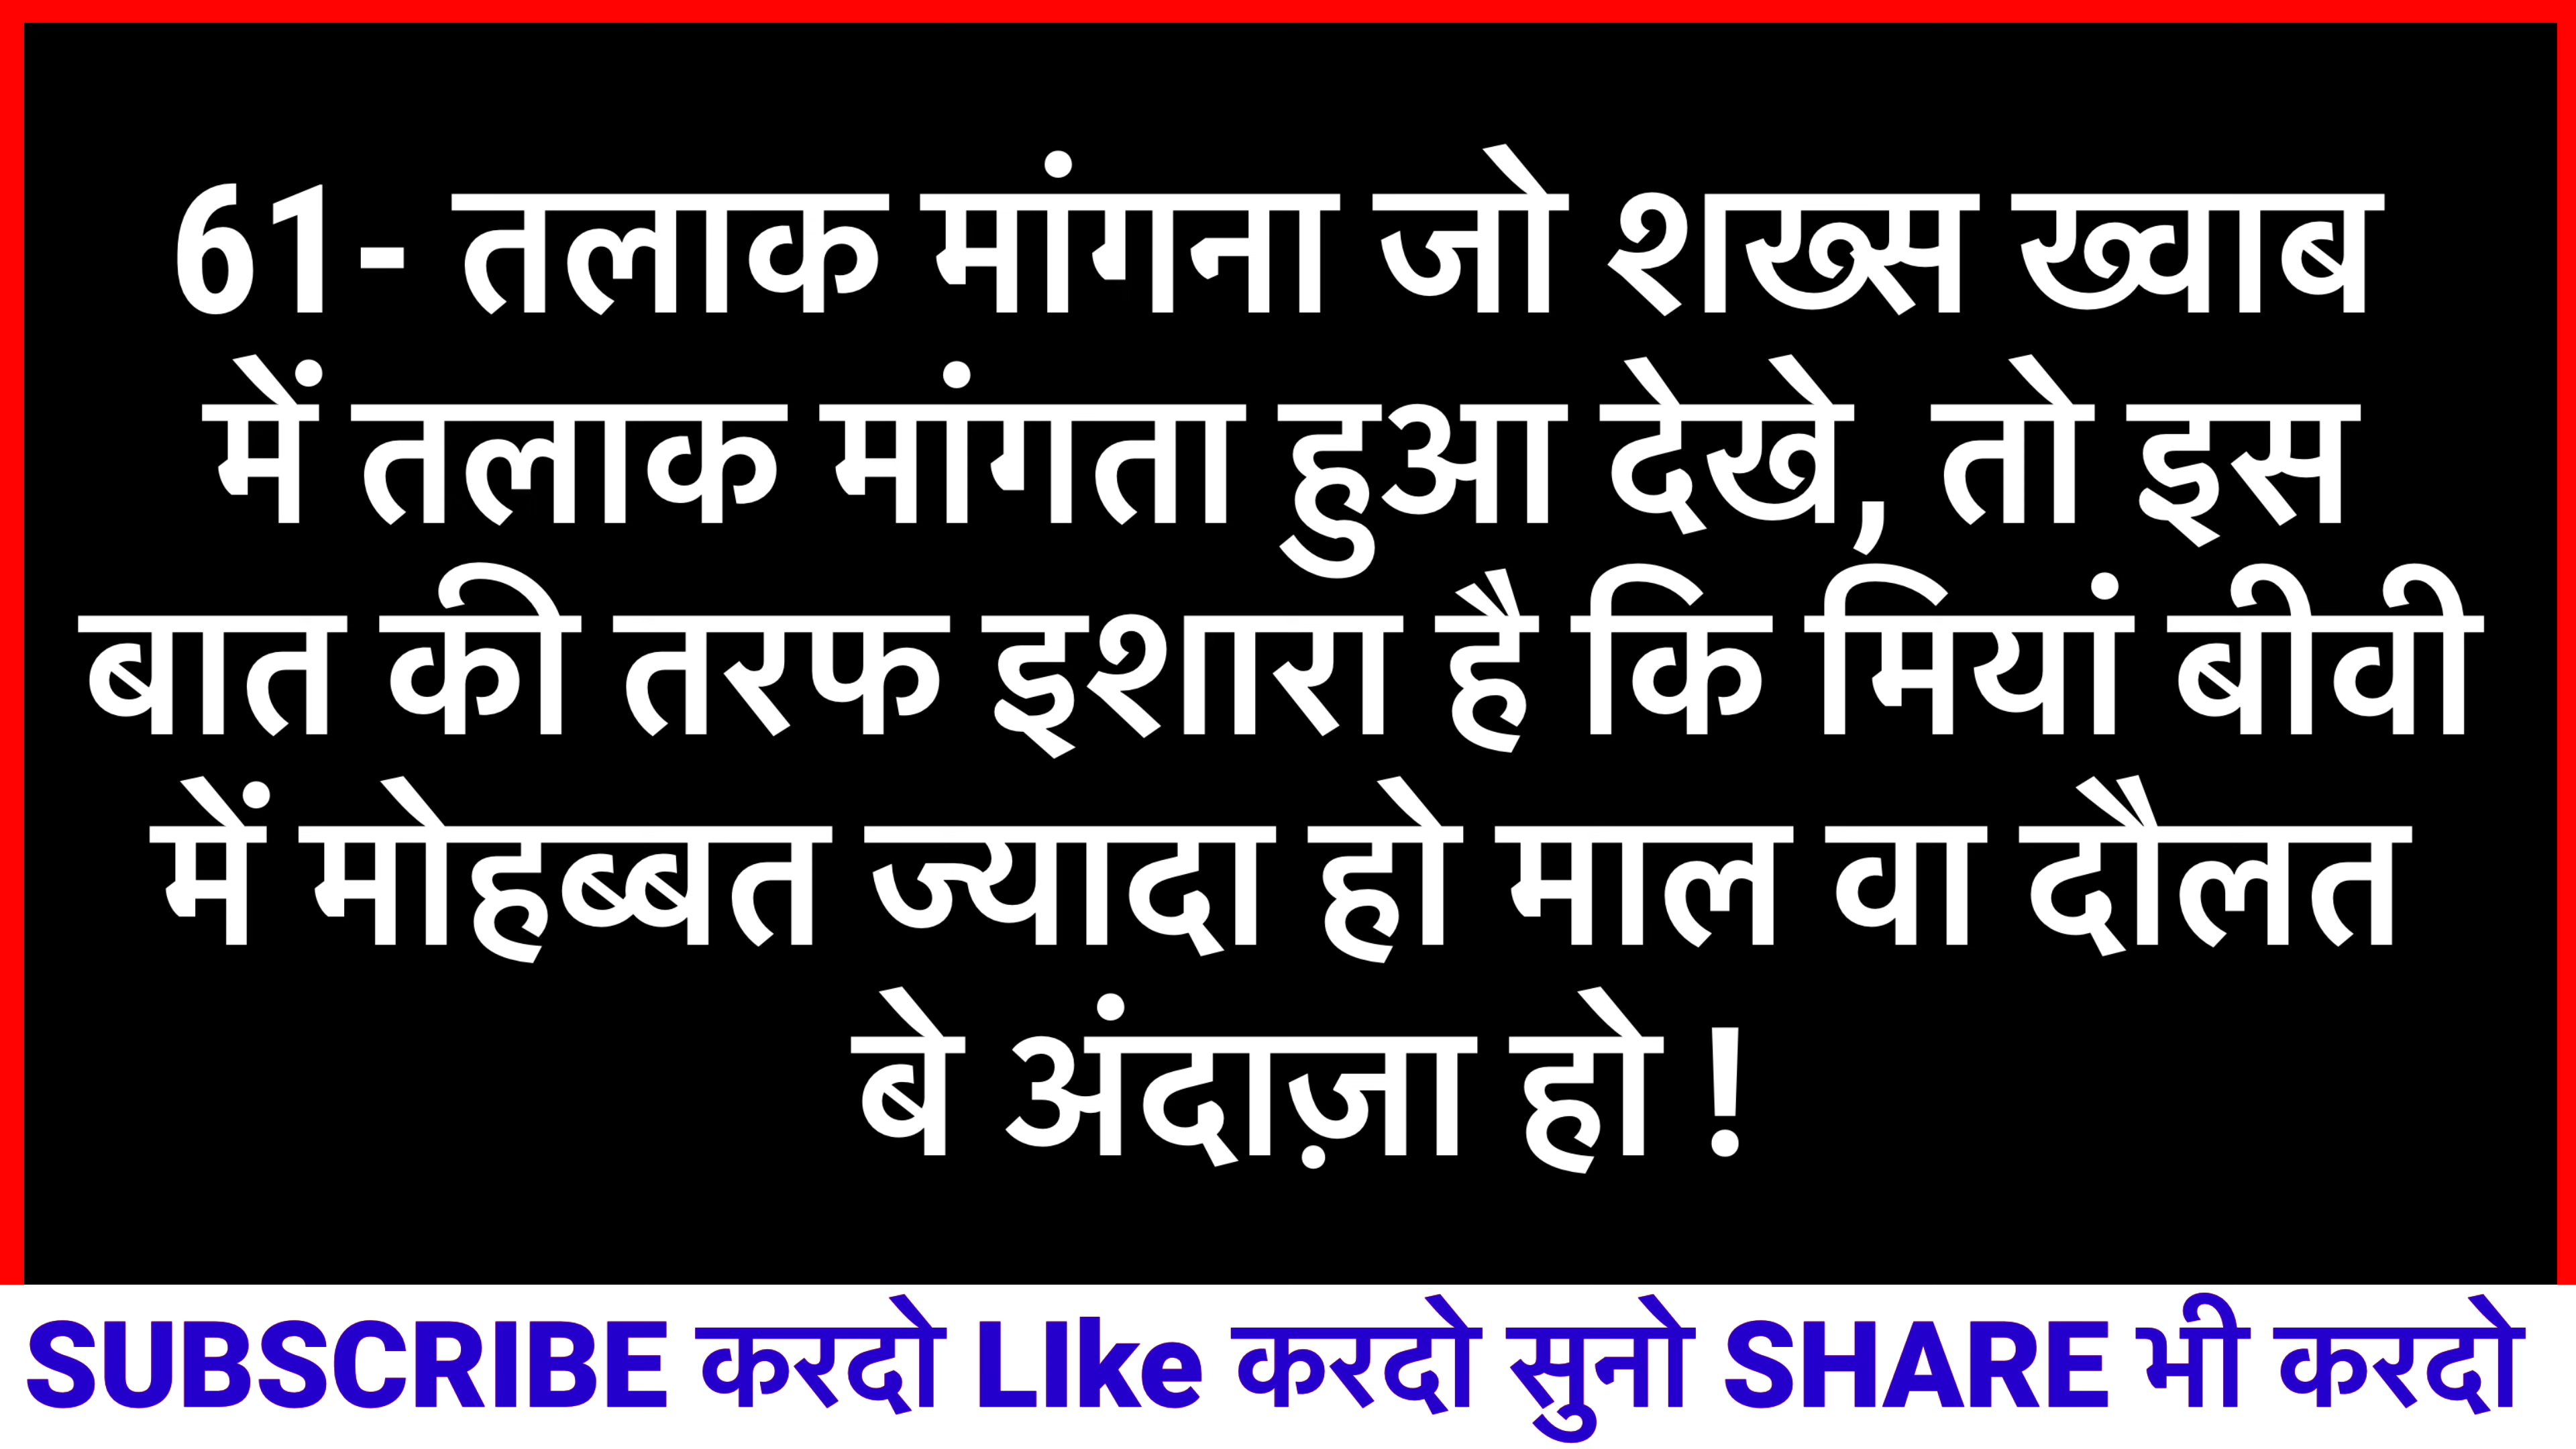 61- तलाक मांगना जो शख्स ख्वाब
में तलाक मांगता हुआ देखे, तो इस
बात की तरफ इशारा है कि मियां बीवी
में मोहब्बत ज्यादा हो माल वा दौलत
बे अंदाज़ा हो !
SUBSCRIBE करदो LIke करदो सुनो SHARE भी करदो